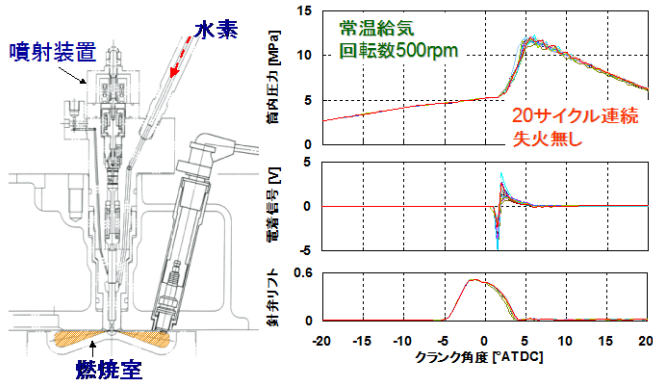 水素
噴射装置
燃焼室
常温給気
回転数500rpm
20サイクル連続
失火無し
筒内圧力 [MPa]
15
10
5
0
電着信号 [V]
5
0
-5
針弁リフト
0.6
0
-20 -15 -10 -5 0 5 10 15 20
クランク角度 [°ATDC]